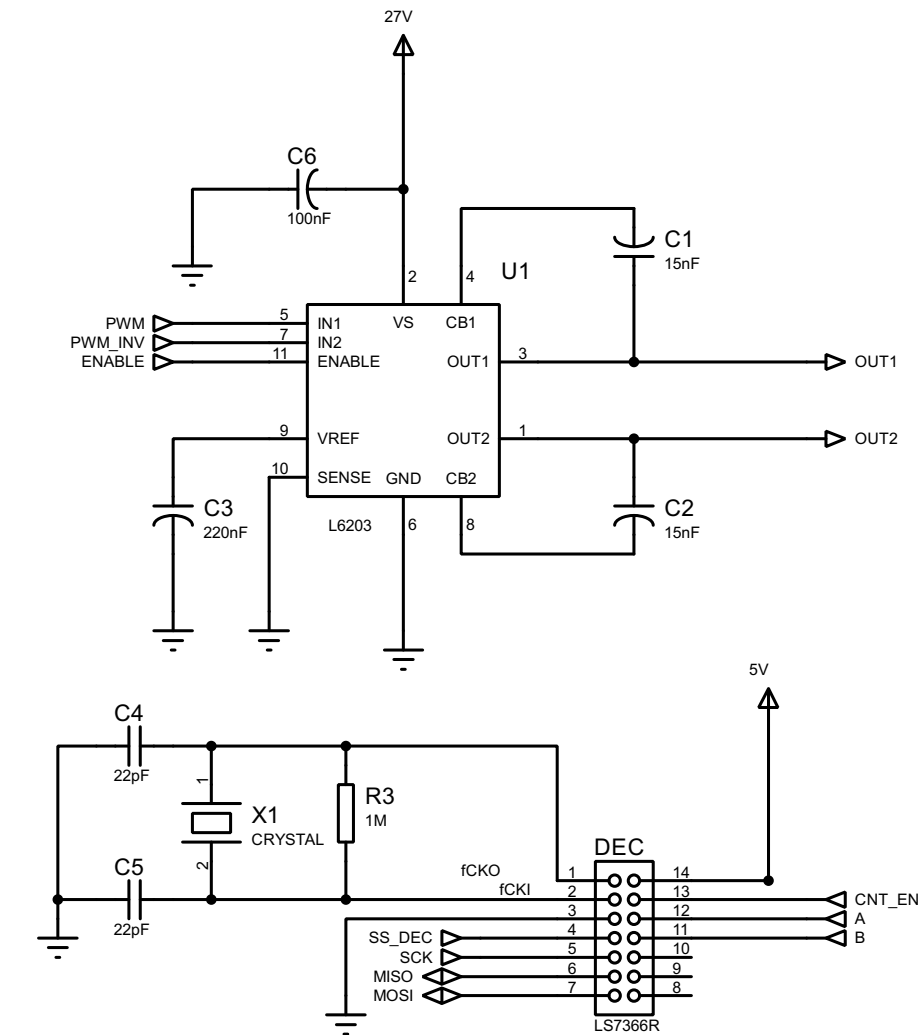 27V
C6
100nF
C1
15nF
U1
2
4
PWM
5
IN1
VS
CB1
PWM_INV
7
IN2
ENABLE
11
ENABLE
OUT1
3
OUT1
9
VREF
OUT2
1
OUT2
10
SENSE
GND
CB2
C3
220nF
L6203
6
8
C2
15nF
5V
C4
22pF
1
X1
CRYSTAL
2
R3
1M
C5
22pF
DEC
fCKO
1
14
fCKI
2
13
CNT_EN
3
12
A
SS_DEC
4
11
B
SCK
5
10
MISO
6
9
MOSI
7
8
LS7366R